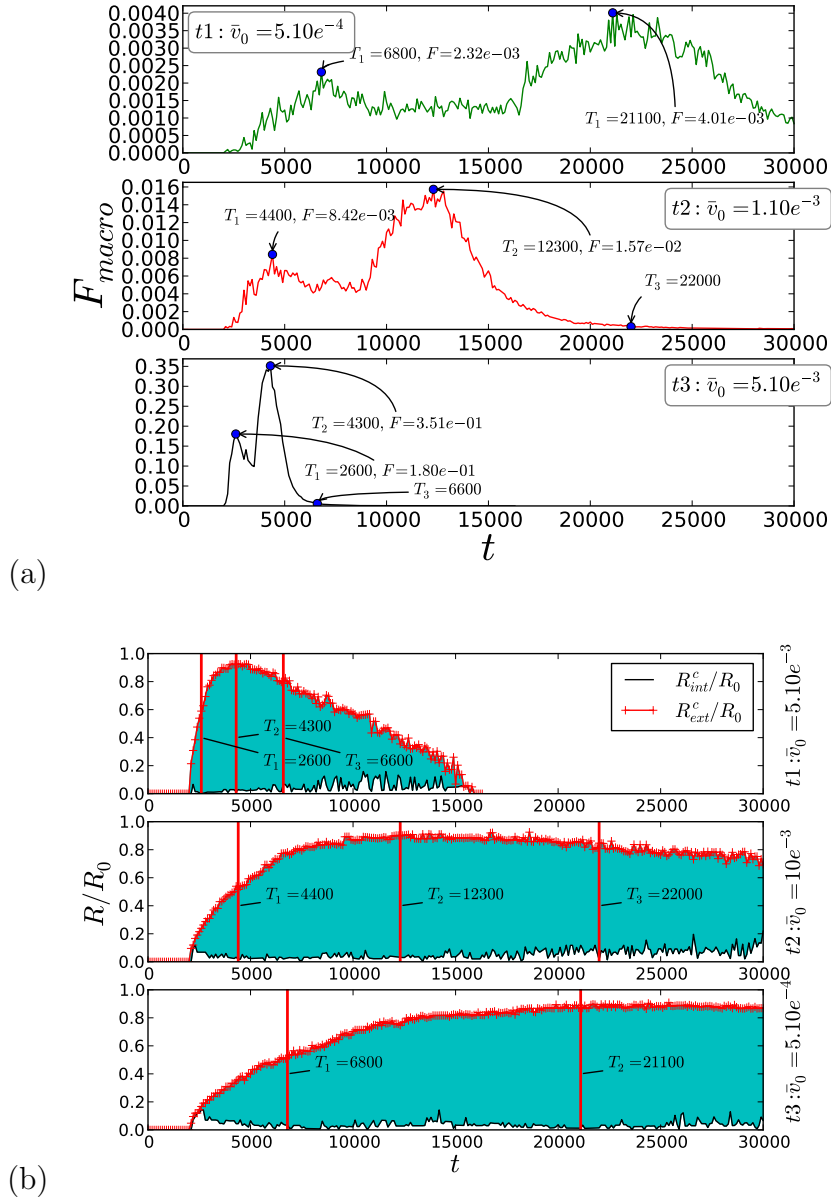 t1 : v̄₀ = 5.10e⁻⁴
T₁ = 6800, F = 2.32e−03
T₁ = 21100, F = 4.01e−03
0.0040
0.0035
0.0030
0.0025
0.0020
0.0015
0.0010
0.0005
0.0000
0 5000 10000 15000 20000 25000 30000
t2 : v̄₀ = 1.10e⁻³
T₁ = 4400, F = 8.42e−03
T₂ = 12300, F = 1.57e−02
T₃ = 22000
0.016
0.014
0.012
0.010
0.008
0.006
0.004
0.002
0.000
F_macro
0 5000 10000 15000 20000 25000 30000
t3 : v̄₀ = 5.10e⁻³
T₂ = 4300, F = 3.51e−01
T₁ = 2600, F = 1.80e−01
T₃ = 6600
0.35
0.30
0.25
0.20
0.15
0.10
0.05
0.00
0 5000 10000 15000 20000 25000 30000
t
(a)
1.0
0.8
0.6
0.4
0.2
0.0
R^c_int/R₀
R^c_ext/R₀
T₂ = 4300
T₁ = 2600
T₃ = 6600
t1 : v̄₀ = 5.10e⁻³
0 5000 10000 15000 20000 25000 30000
1.0
0.8
0.6
0.4
0.2
0.0
R/R₀
T₁ = 4400
T₂ = 12300
T₃ = 22000
t2 : v̄₀ = 10e⁻³
0 5000 10000 15000 20000 25000 30000
1.0
0.8
0.6
0.4
0.2
0.0
T₁ = 6800
T₂ = 21100
t3 : v̄₀ = 5.10e⁻⁴
0 5000 10000 15000 20000 25000 30000
t
(b)